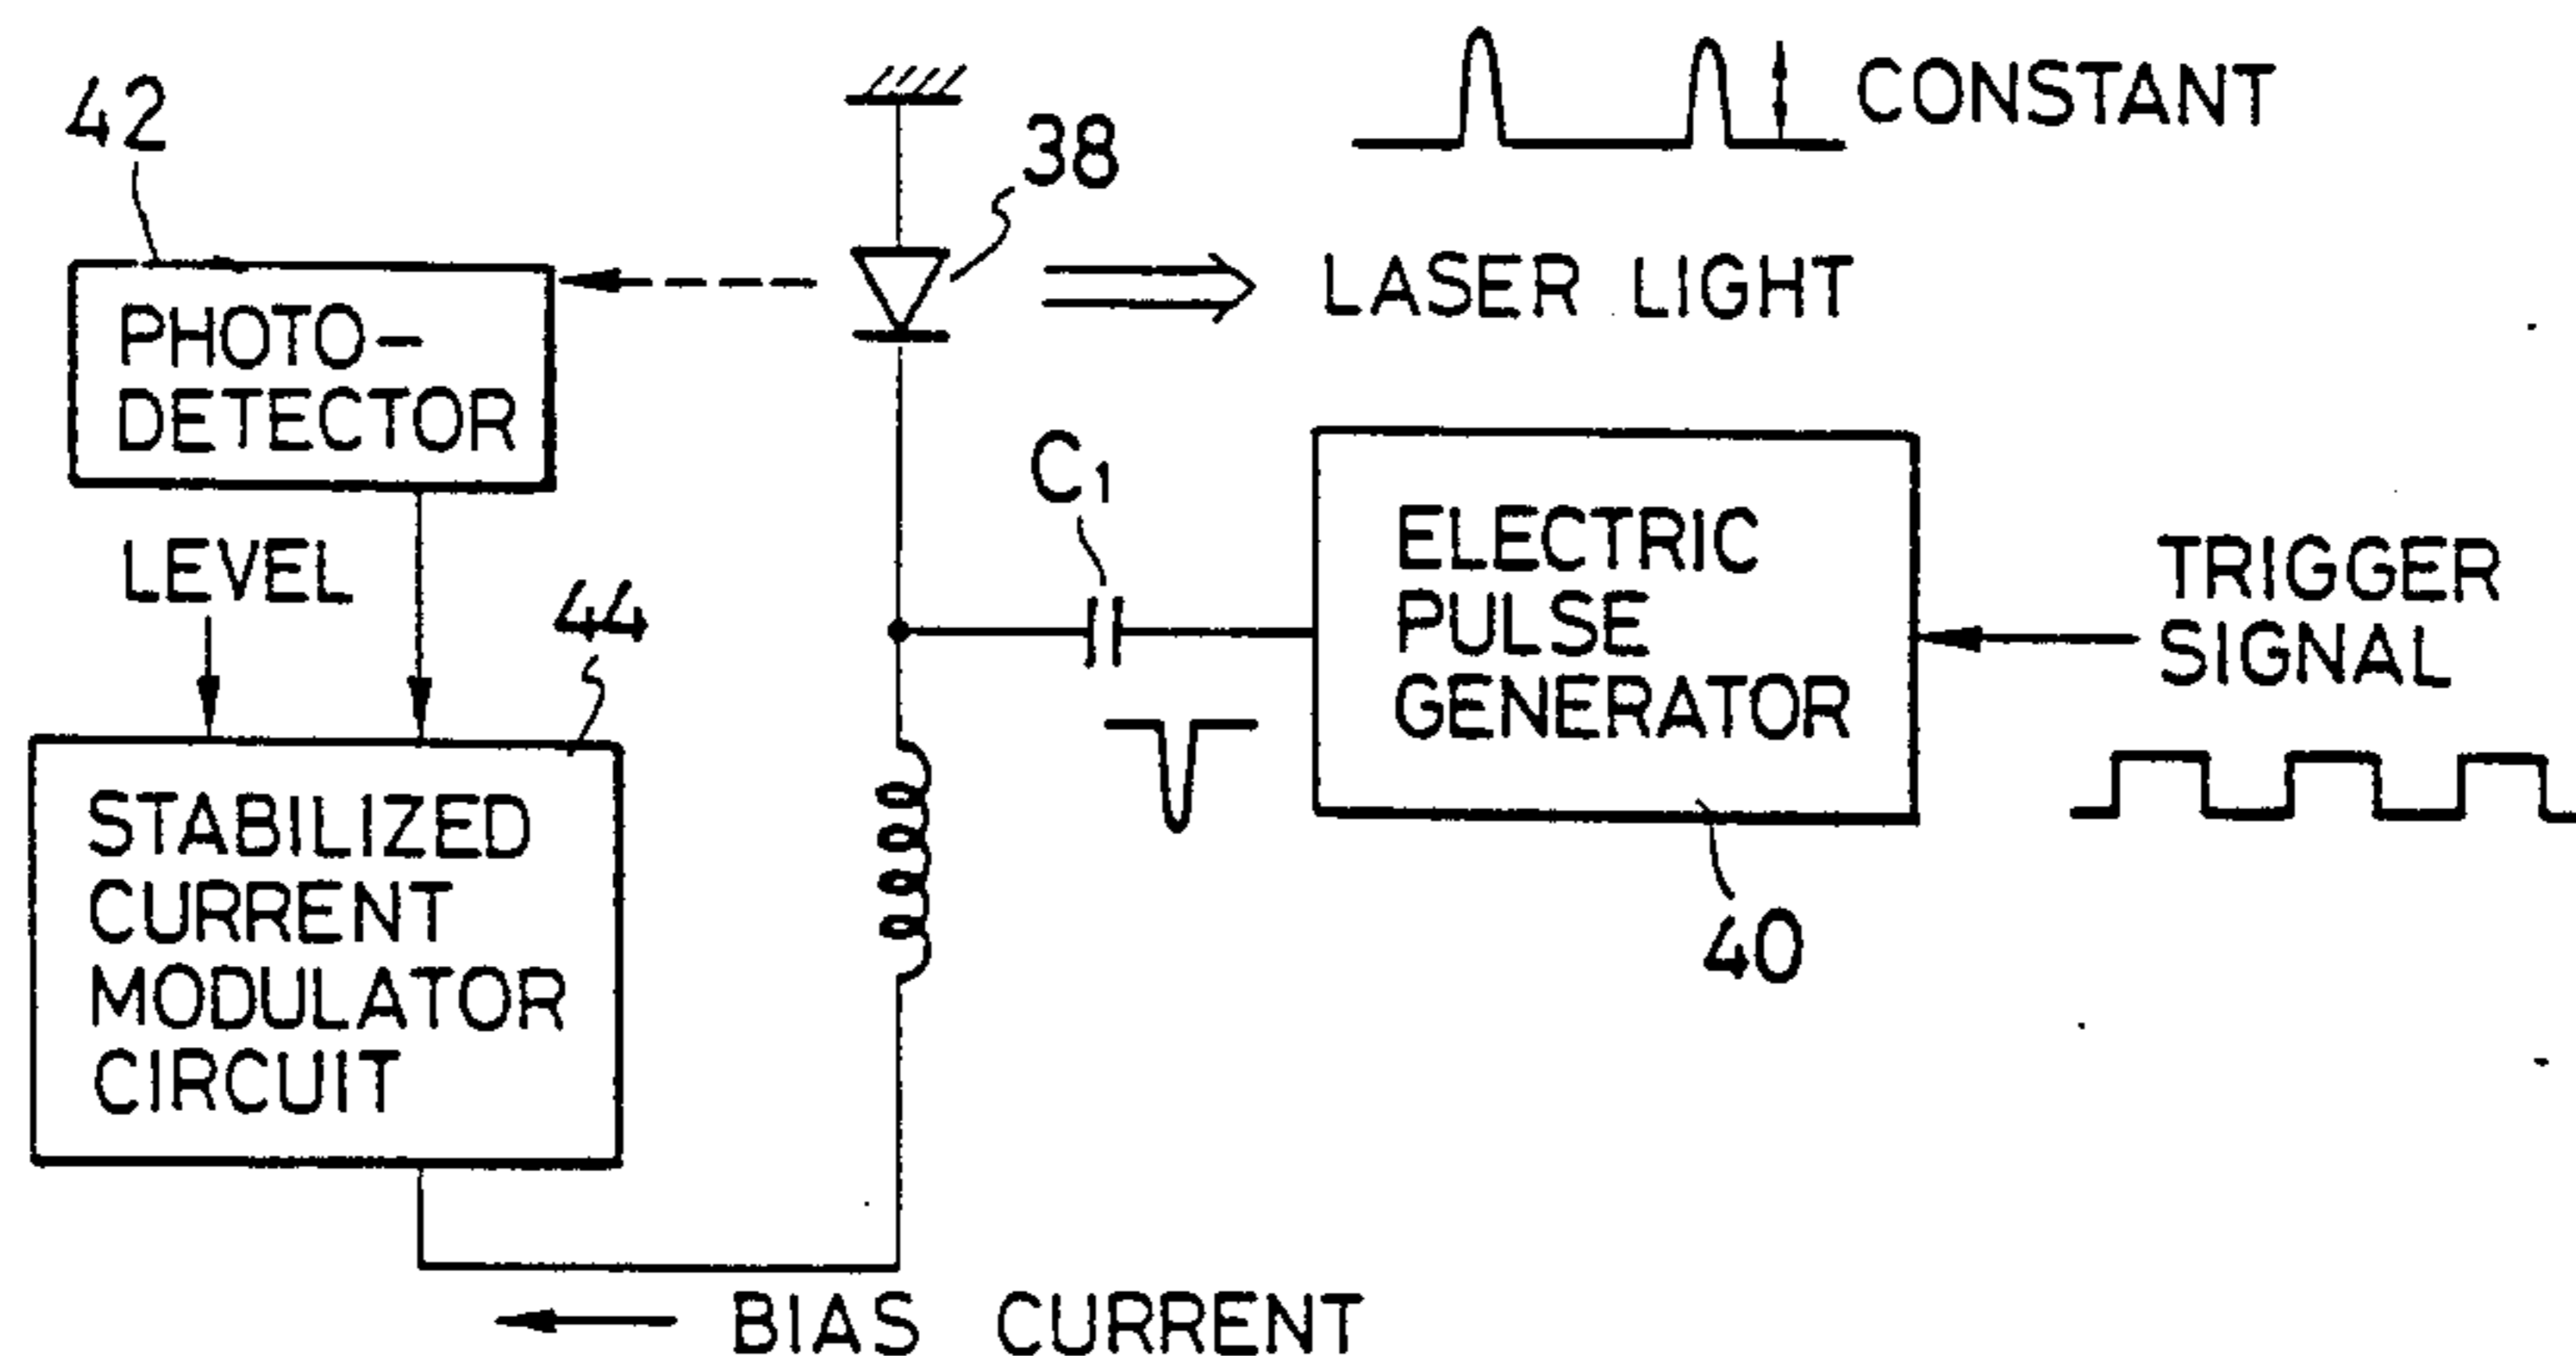 42
38
CONSTANT
LASER LIGHT
PHOTO-
DETECTOR
LEVEL
44
C1
ELECTRIC
PULSE
GENERATOR
40
TRIGGER
SIGNAL
STABILIZED
CURRENT
MODULATOR
CIRCUIT
BIAS CURRENT